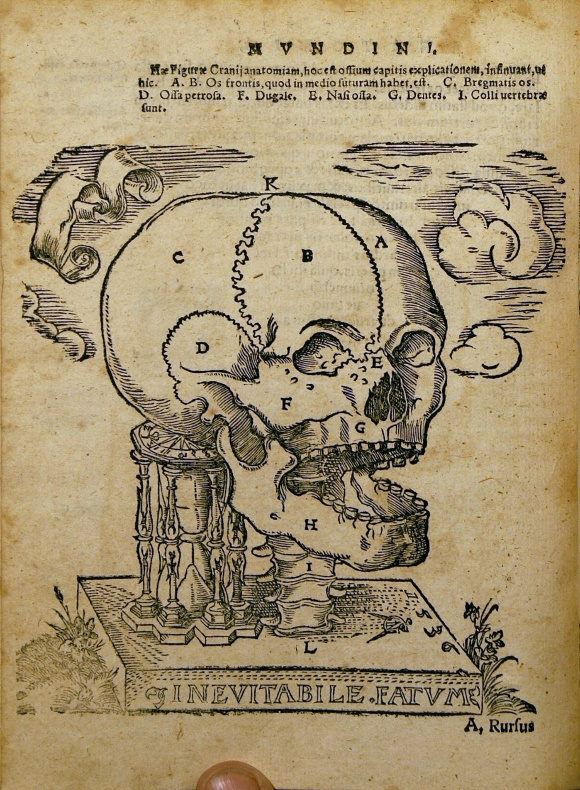 MVNDINI.
Hæ Figuræ Cranij anatomiam, hoc est ossium capitis explicationem, insinuant, ut
hic. A. B. Os frontis, quod in medio suturam habet, est. C. Bregmatis os.
D. Ossa petrosa. F. Dugale. E. Nasi ossa. G. Dentes. I. Colli uertebræ
sunt.
K
C B A
D
E
F
G
H
I
L
1536
INEVITABILE.FATVM
A, Rursus